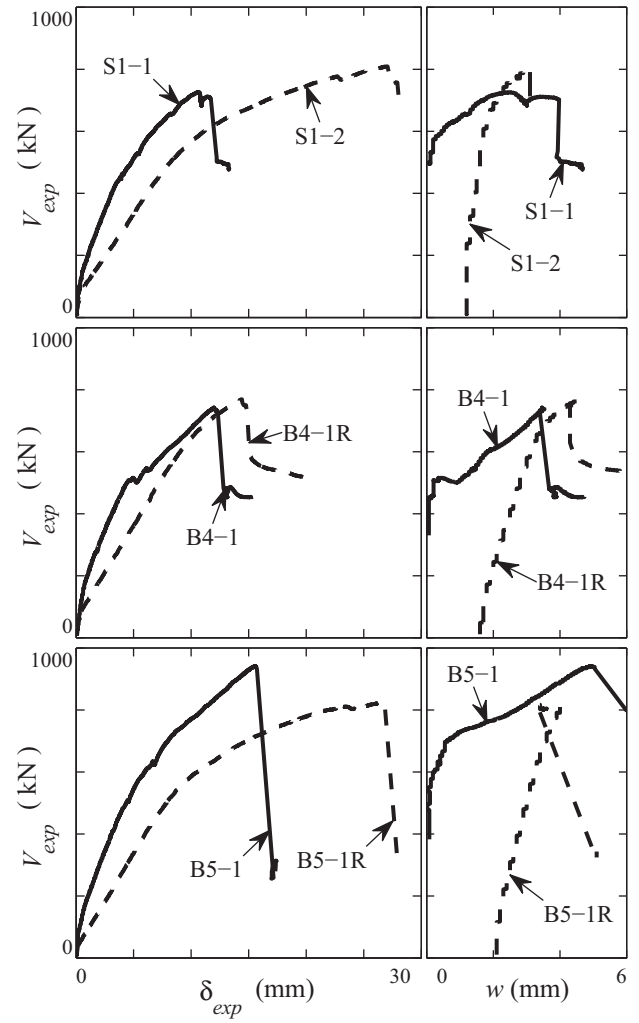 1000
S1−1
S1−2
V_exp ( kN )
0
S1−1
S1−2
1000
B4−1R
B4−1
V_exp ( kN )
0
B4−1
B4−1R
1000
B5−1
B5−1R
V_exp ( kN )
0
B5−1
B5−1R
0 30
δ_exp (mm)
0 6
w (mm)